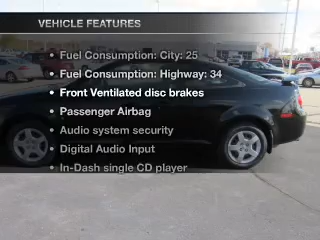 VEHICLE FEATURES
• Fuel Consumption: City: 25
• Fuel Consumption: Highway: 34
• Front Ventilated disc brakes
• Passenger Airbag
• Audio system security
• Digital Audio Input
• In-Dash single CD player